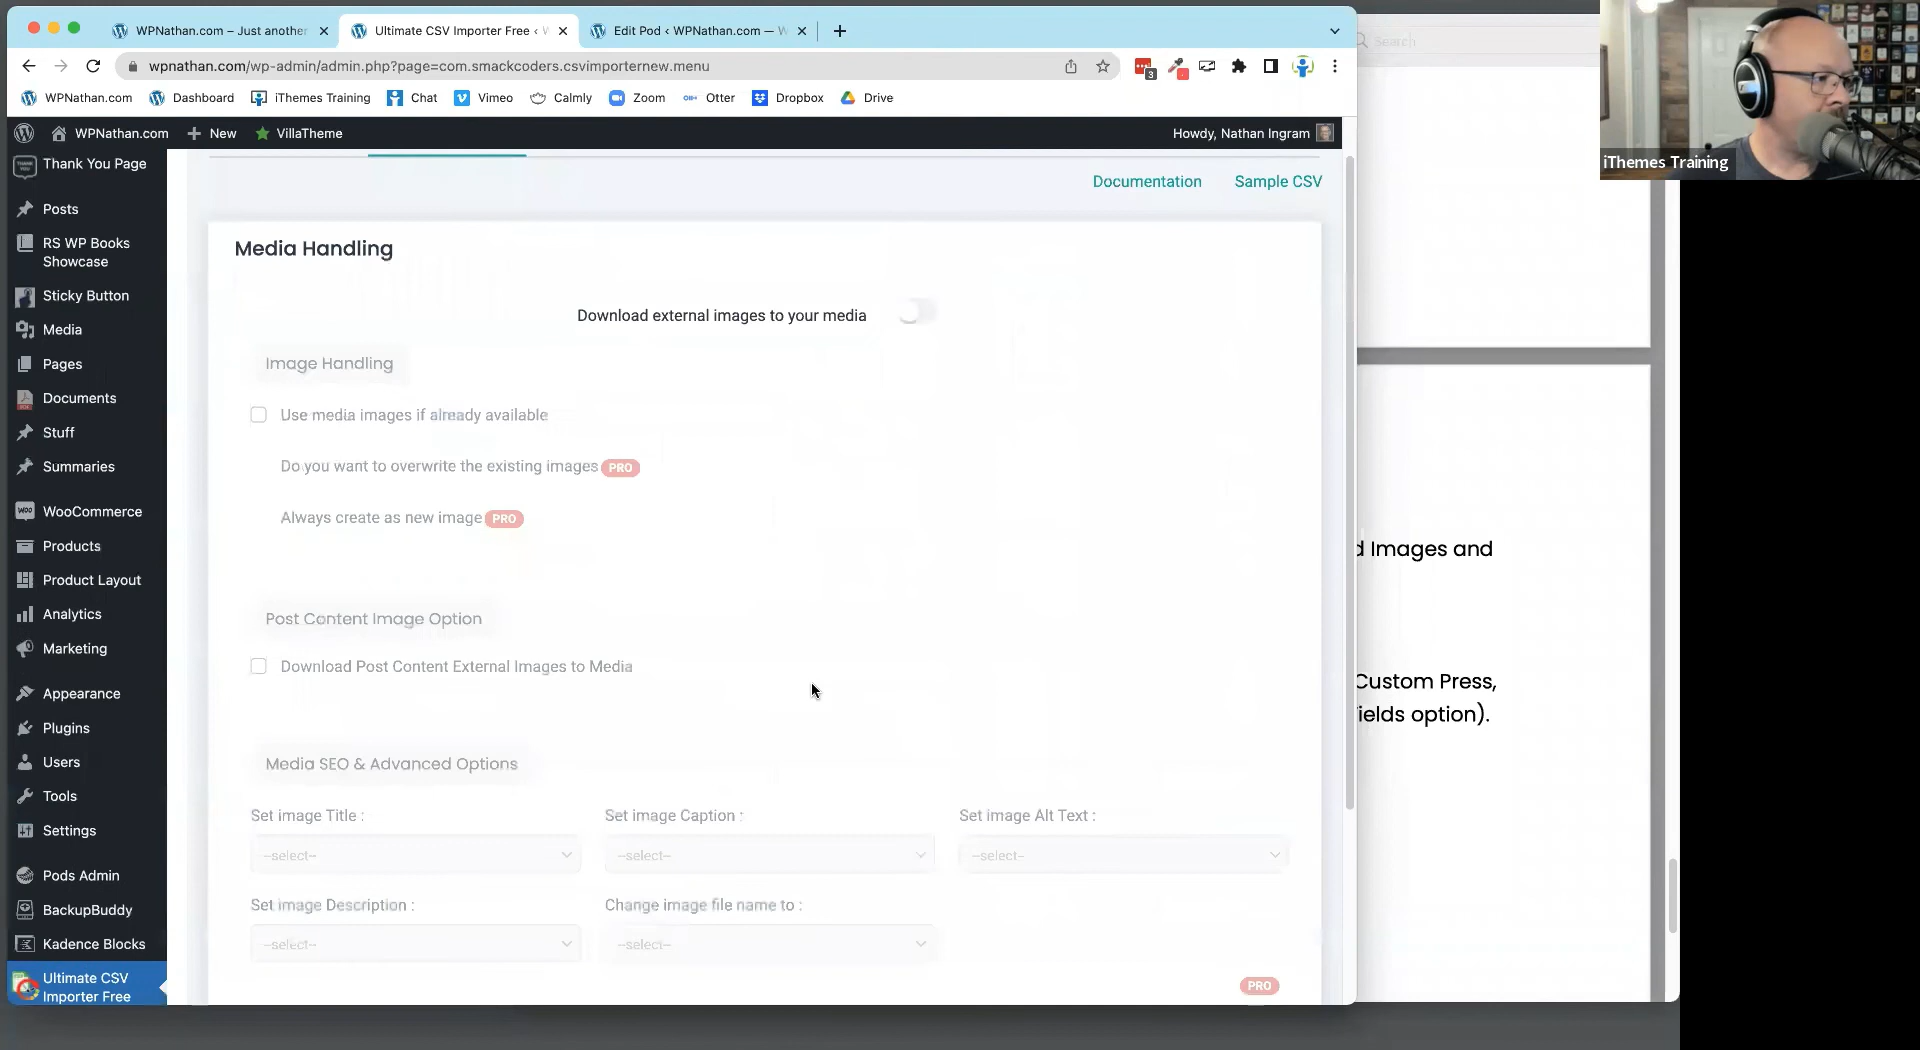 WPNathan.com – Just anothe
Ultimate CSV Importer Free ‹ W
Edit Pod ‹ WPNathan.com — W
wpnathan.com/wp-admin/admin.php?page=com.smackcoders.csvimporternew.menu
3
Search
WPNathan.com
Dashboard
iThemes Training
Chat
Vimeo
Calmly
Zoom
Otter
Dropbox
Drive
WPNathan.com
New
VillaTheme
Howdy, Nathan Ingram
iThemes Training
Thank You Page
Posts
RS WP Books
Showcase
Sticky Button
Media
Pages
Documents
Stuff
Summaries
WooCommerce
Products
Product Layout
Analytics
Marketing
Appearance
Plugins
Users
Tools
Settings
Pods Admin
BackupBuddy
Kadence Blocks
Ultimate CSV
Importer Free
Documentation
Sample CSV
Media Handling
Download external images to your media
Image Handling
Use media images if already available
Do you want to overwrite the existing images PRO
Always create as new image PRO
Post Content Image Option
Download Post Content External Images to Media
Media SEO & Advanced Options
Set image Title :
Set image Caption :
Set image Alt Text :
--select--
--select--
--select--
Set image Description :
Change image file name to :
--select--
--select--
PRO
d Images and
Custom Press,
ields option).